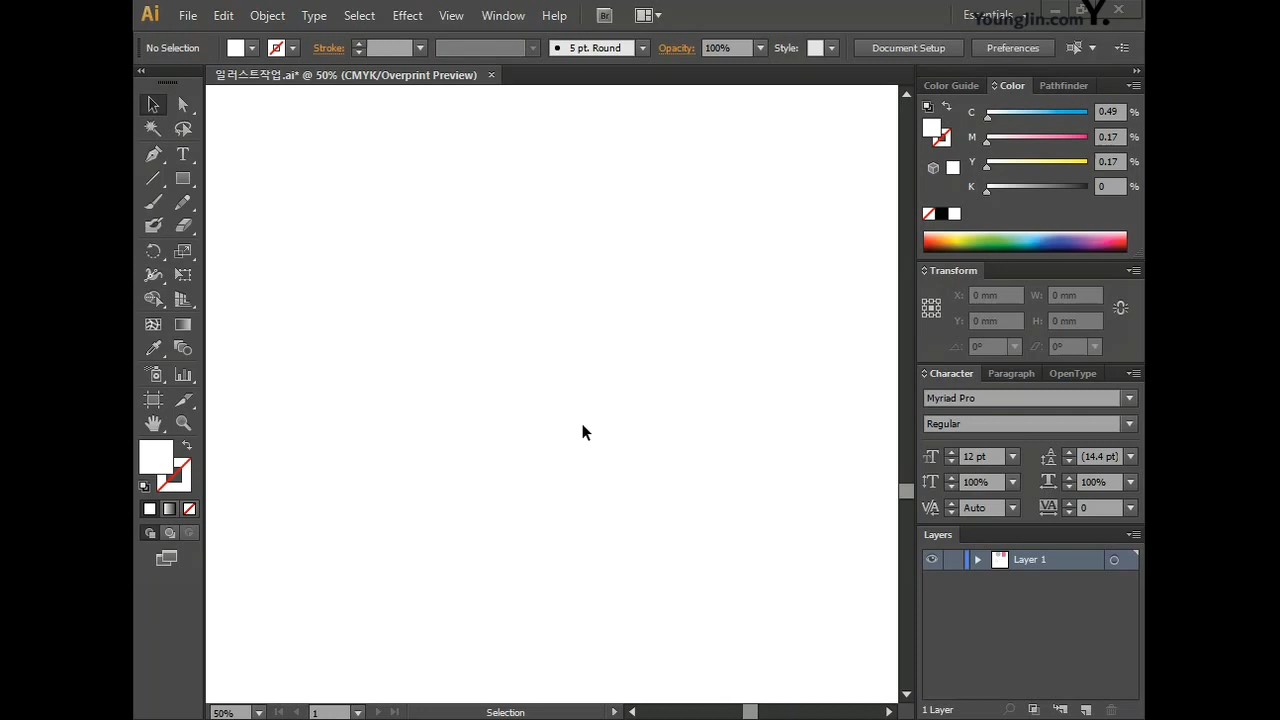 Ai File Edit Object Type Select Effect View Window Help Br Essentials
YoungJin.com Y.
No Selection Stroke: 5 pt. Round Opacity: 100% Style: Document Setup Preferences
일러스트작업.ai* @ 50% (CMYK/Overprint Preview) ×
Color Guide Color Pathfinder
C 0.49 %
M 0.17 %
Y 0.17 %
K 0 %
Transform
X: 0 mm W: 0 mm
Y: 0 mm H: 0 mm
0° 0°
Character Paragraph OpenType
Myriad Pro
Regular
12 pt (14.4 pt)
100% 100%
Auto 0
Layers
Layer 1
1 Layer
50% 1 Selection